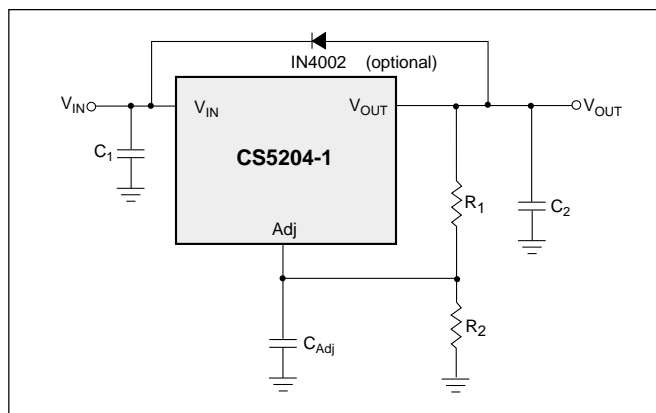 IN4002 (optional)
V_IN V_IN V_OUT V_OUT
C_1 CS5204-1
R_1 C_2
Adj
C_Adj R_2